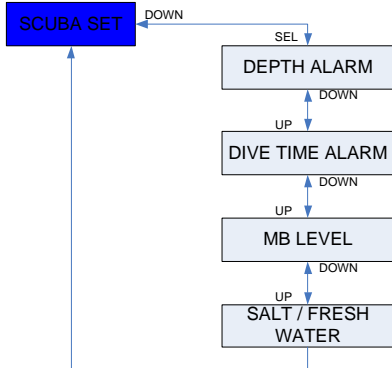 SCUBA SET
DOWN
SEL
DEPTH ALARM
DOWN
UP
DIVE TIME ALARM
DOWN
UP
MB LEVEL
DOWN
UP
SALT / FRESH
WATER